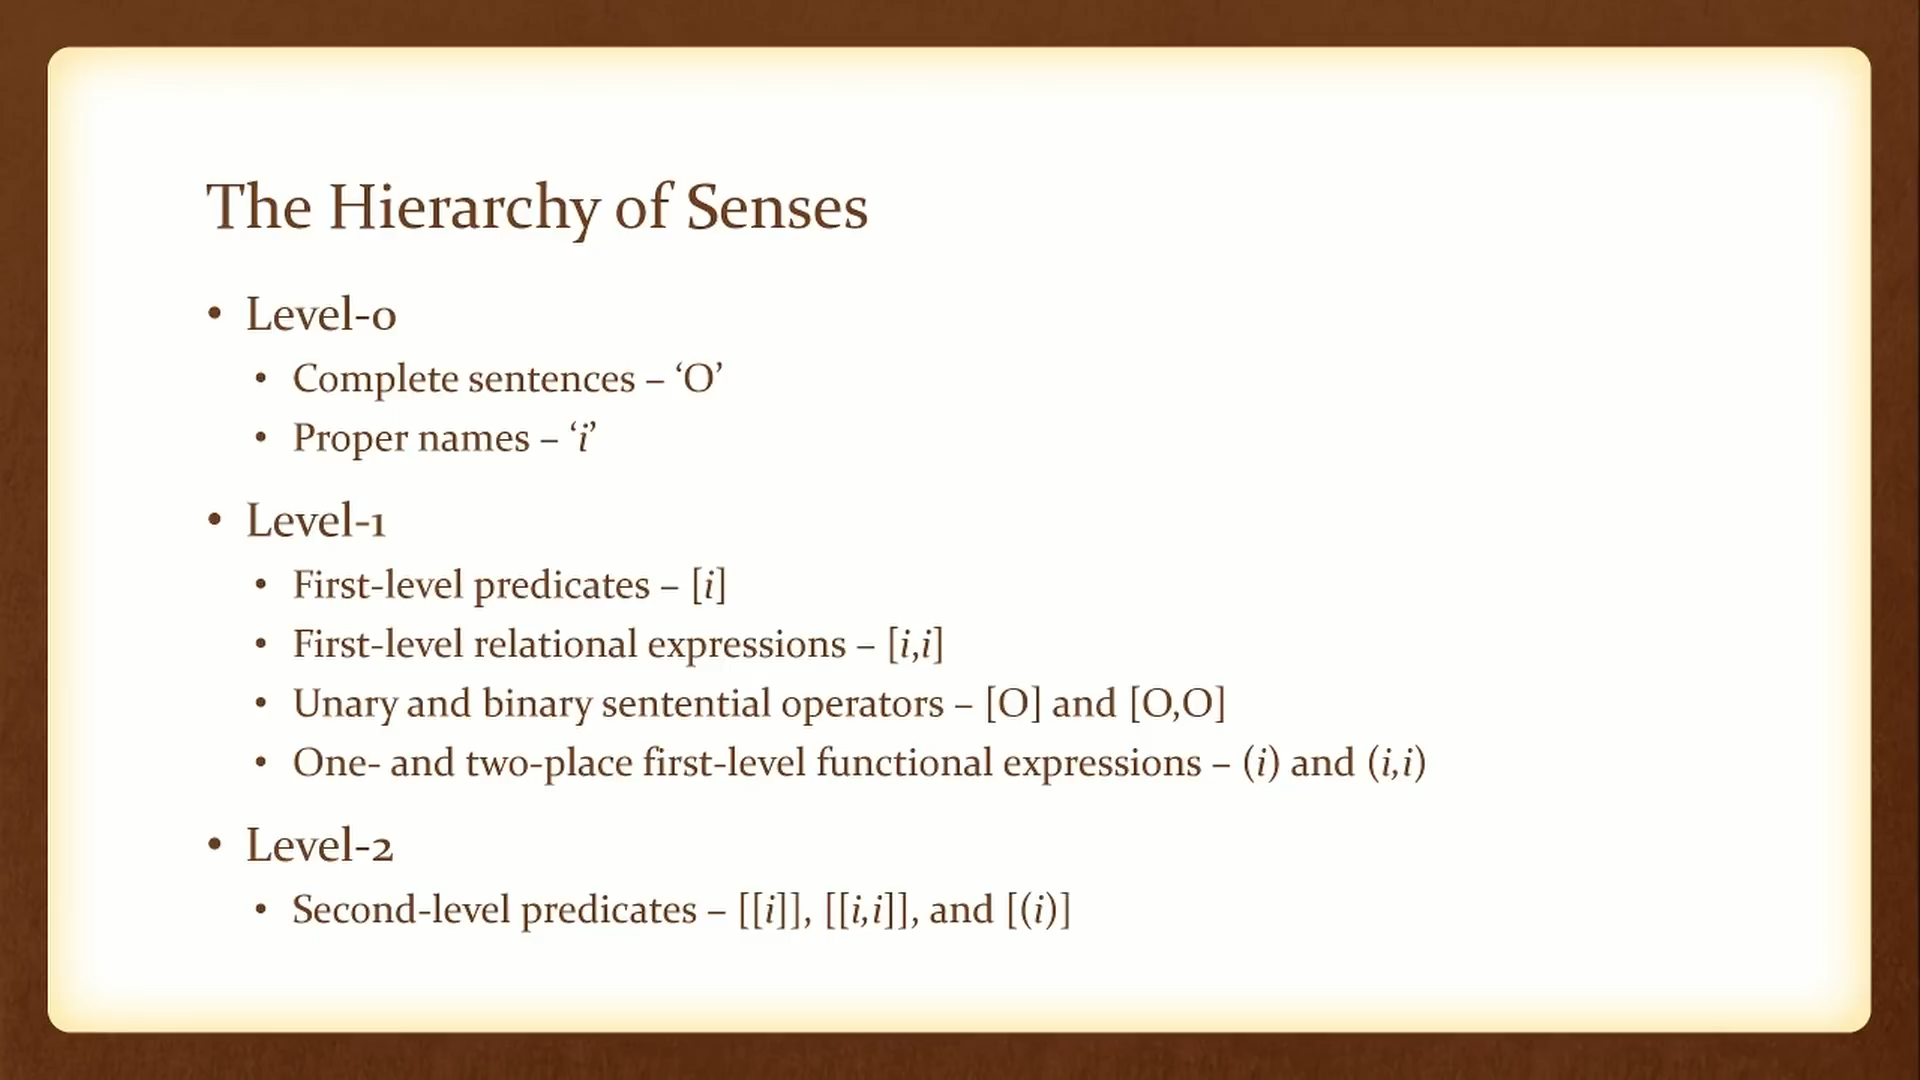 The Hierarchy of Senses
• Level-0
• Complete sentences – ‘O’
• Proper names – ‘i’
• Level-1
• First-level predicates – [i]
• First-level relational expressions – [i,i]
• Unary and binary sentential operators – [O] and [O,O]
• One- and two-place first-level functional expressions – (i) and (i,i)
• Level-2
• Second-level predicates – [[i]], [[i,i]], and [(i)]